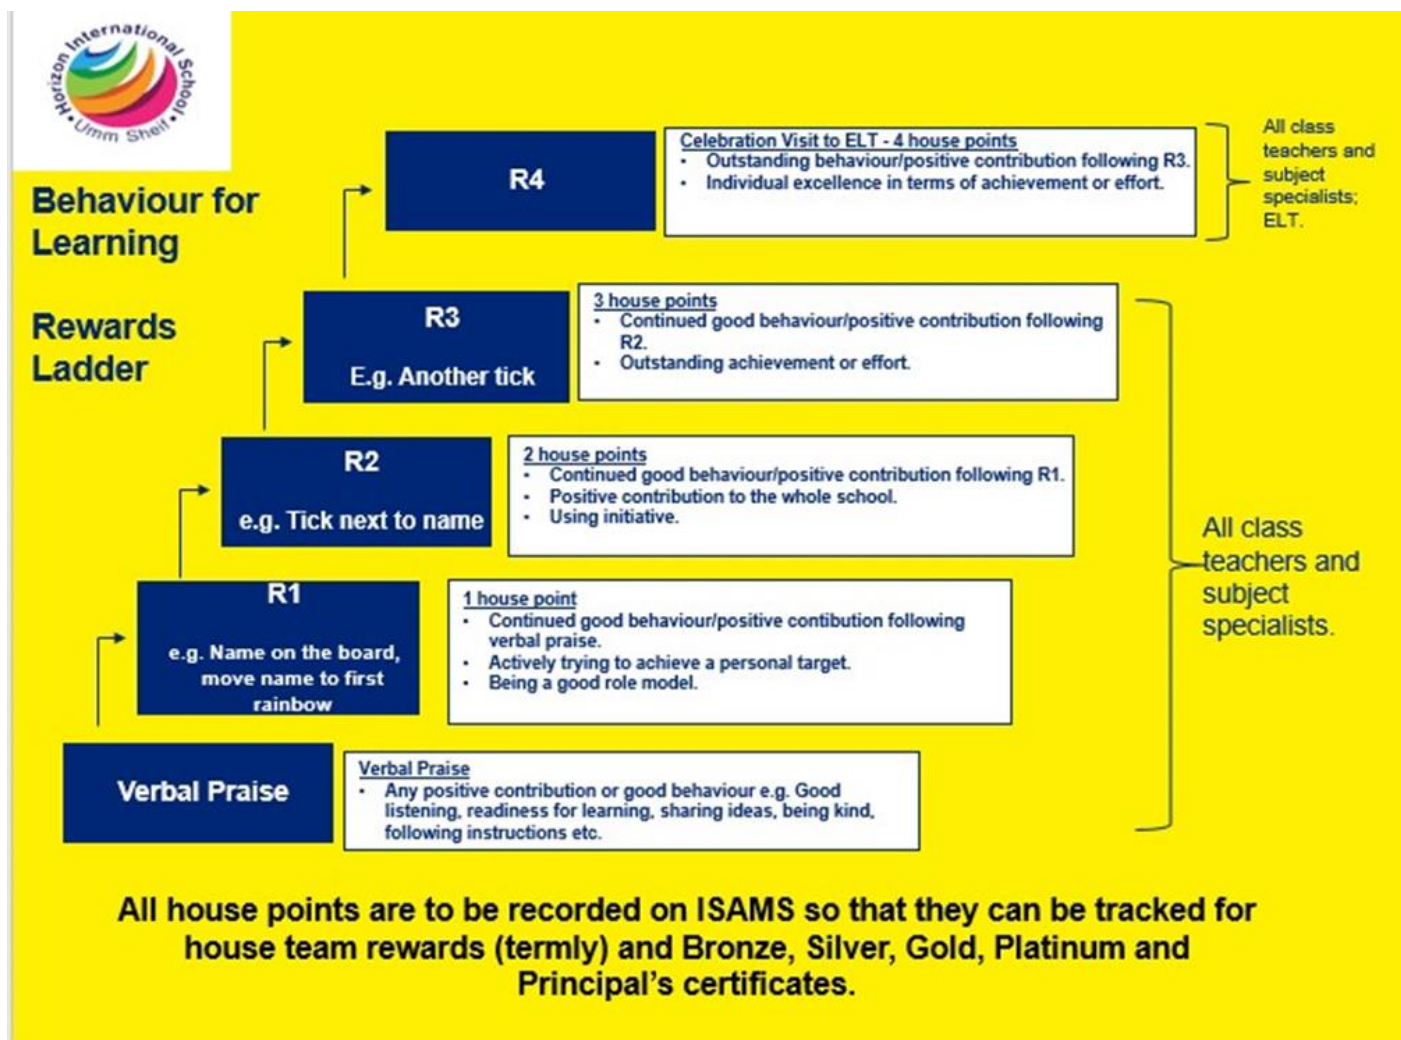 Horizon International School
Umm Sheif
Behaviour for
Learning
Rewards
Ladder
R4
Celebration Visit to ELT - 4 house points
• Outstanding behaviour/positive contribution following R3.
• Individual excellence in terms of achievement or effort.
All class
teachers and
subject
specialists;
ELT.
R3
E.g. Another tick
3 house points
• Continued good behaviour/positive contribution following
R2.
• Outstanding achievement or effort.
R2
e.g. Tick next to name
2 house points
• Continued good behaviour/positive contribution following R1.
• Positive contribution to the whole school.
• Using initiative.
All class
teachers and
subject
specialists.
R1
e.g. Name on the board,
move name to first
rainbow
1 house point
• Continued good behaviour/positive contibution following
verbal praise.
• Actively trying to achieve a personal target.
• Being a good role model.
Verbal Praise
Verbal Praise
• Any positive contribution or good behaviour e.g. Good
listening, readiness for learning, sharing ideas, being kind,
following instructions etc.
All house points are to be recorded on ISAMS so that they can be tracked for
house team rewards (termly) and Bronze, Silver, Gold, Platinum and
Principal's certificates.